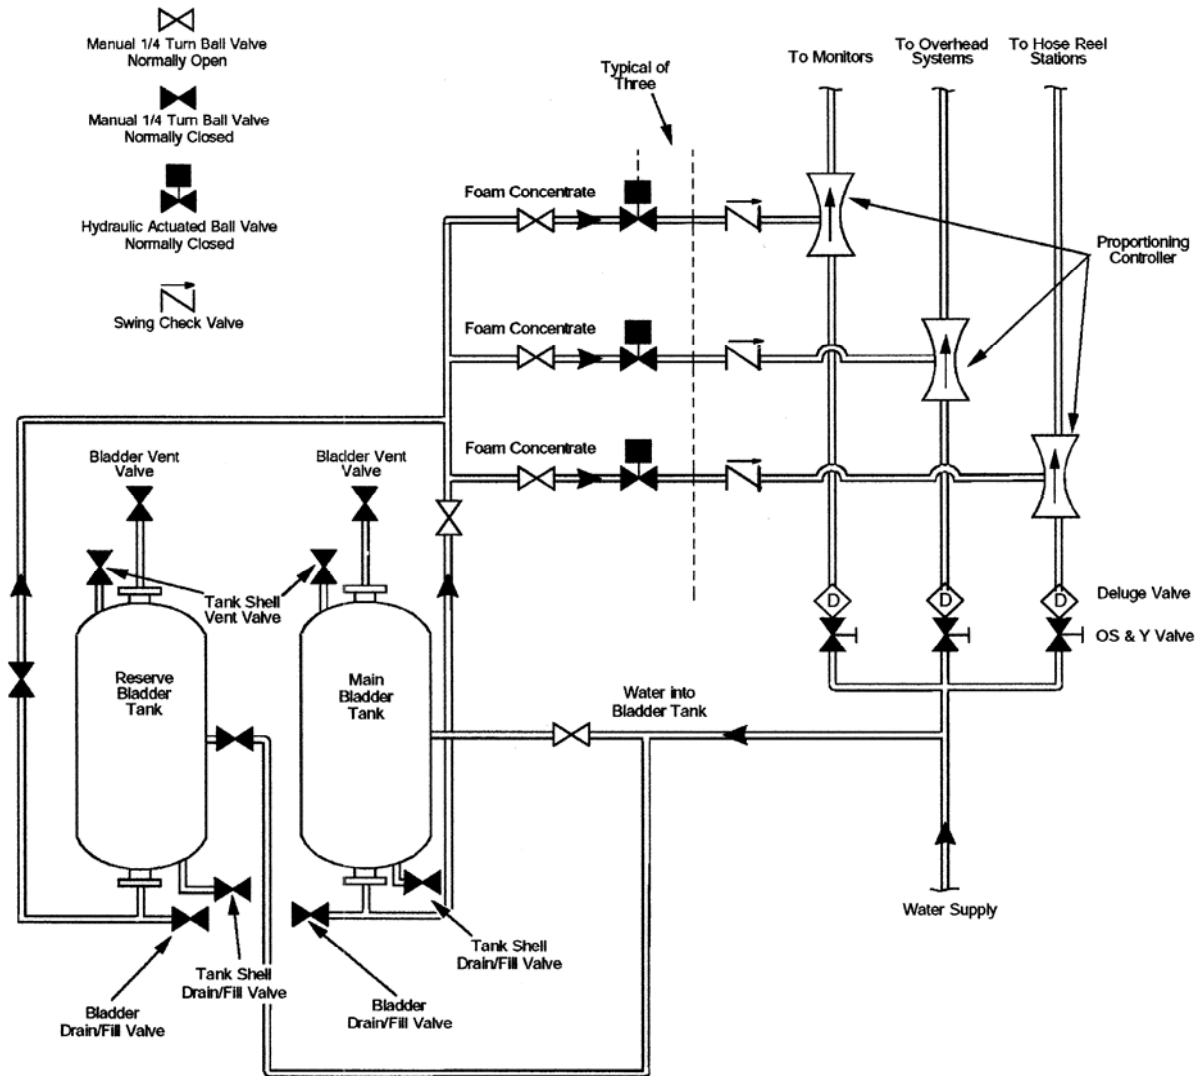 Manual 1/4 Turn Ball Valve
Normally Open
Manual 1/4 Turn Ball Valve
Normally Closed
Hydraulic Actuated Ball Valve
Normally Closed
Swing Check Valve
Typical of
Three
To Monitors
To Overhead
Systems
To Hose Reel
Stations
Foam Concentrate
Proportioning
Controller
Foam Concentrate
Foam Concentrate
Bladder Vent
Valve
Bladder Vent
Valve
Tank Shell
Vent Valve
D
D
D
Deluge Valve
OS & Y Valve
Reserve
Bladder
Tank
Main
Bladder
Tank
Water into
Bladder Tank
Water Supply
Tank Shell
Drain/Fill Valve
Tank Shell
Drain/Fill Valve
Bladder
Drain/Fill Valve
Bladder
Drain/Fill Valve